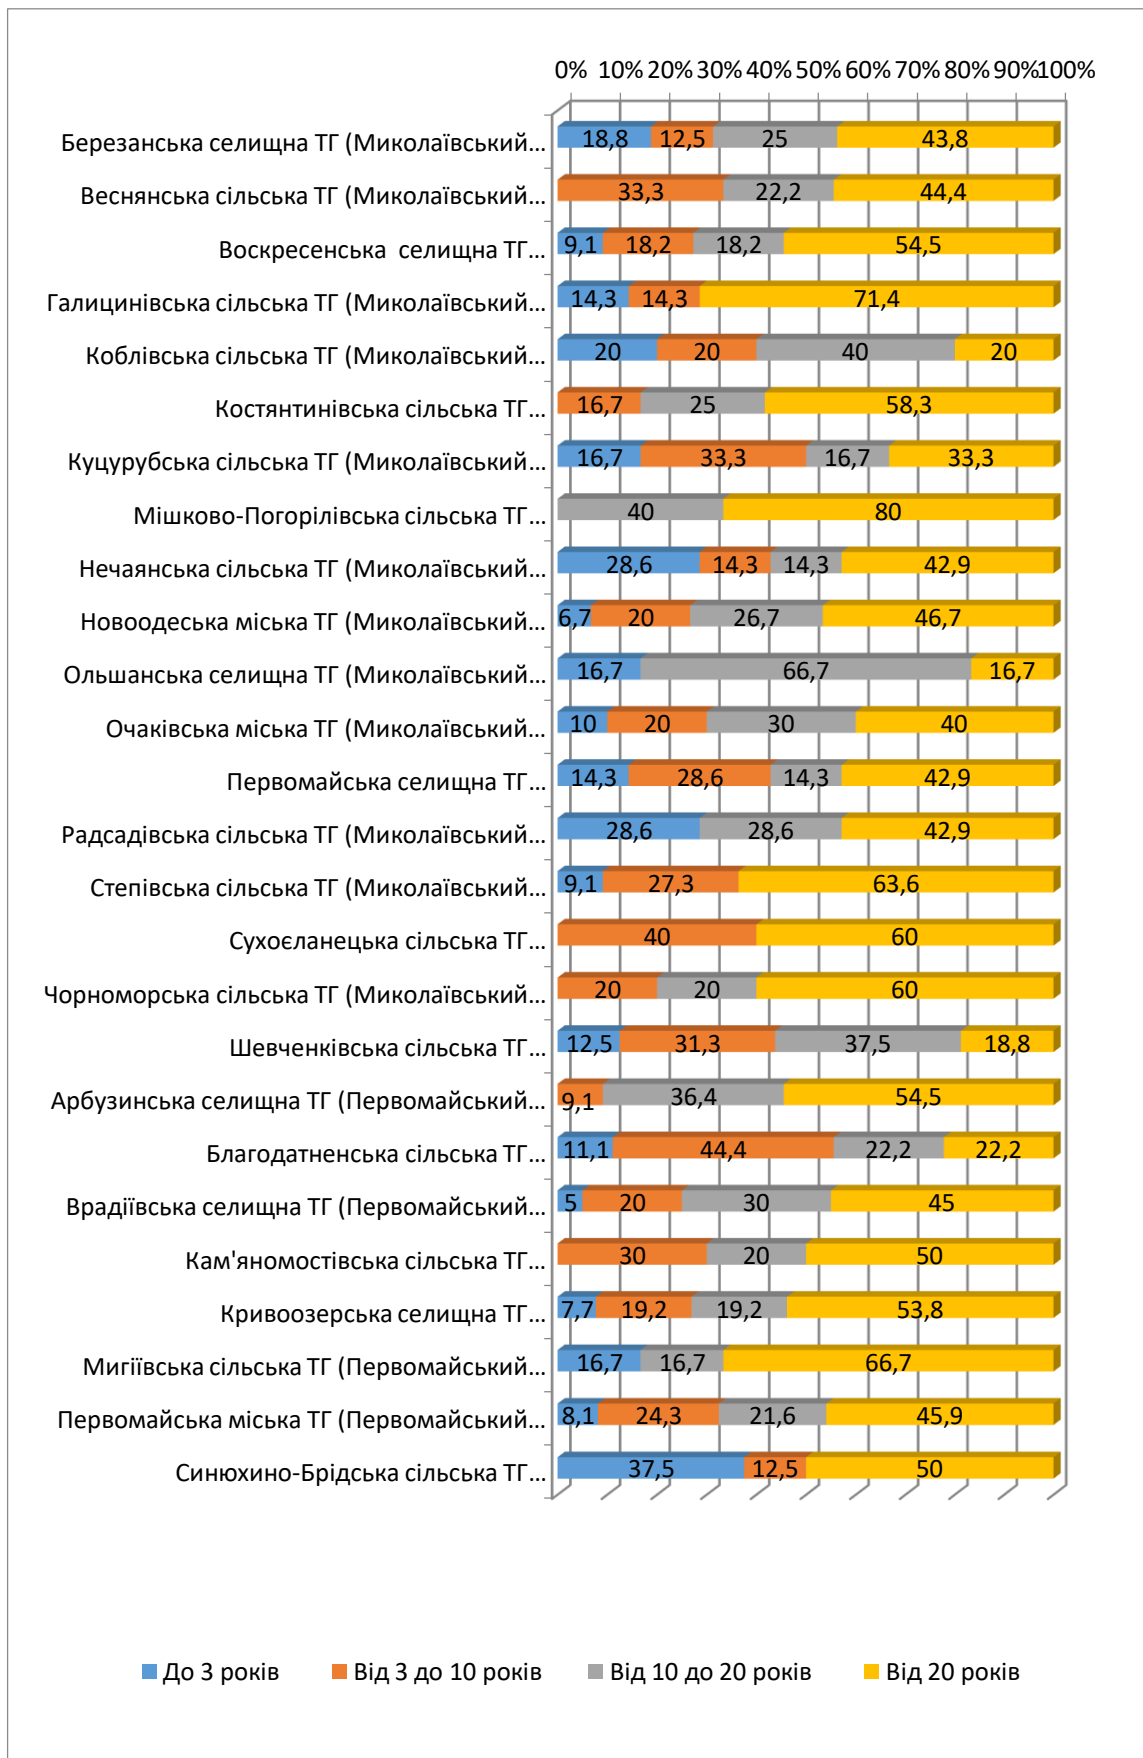 0% 10% 20% 30% 40% 50% 60% 70% 80% 90% 100%
Березанська селищна ТГ (Миколаївський... 18,8 12,5 25 43,8
Веснянська сільська ТГ (Миколаївський... 33,3 22,2 44,4
Воскресенська селищна ТГ... 9,1 18,2 18,2 54,5
Галицинівська сільська ТГ (Миколаївський... 14,3 14,3 71,4
Коблівська сільська ТГ (Миколаївський... 20 20 40 20
Костянтинівська сільська ТГ... 16,7 25 58,3
Куцурубська сільська ТГ (Миколаївський... 16,7 33,3 16,7 33,3
Мішково-Погорілівська сільська ТГ... 40 80
Нечаянська сільська ТГ (Миколаївський... 28,6 14,3 14,3 42,9
Новоодеська міська ТГ (Миколаївський... 6,7 20 26,7 46,7
Ольшанська селищна ТГ (Миколаївський... 16,7 66,7 16,7
Очаківська міська ТГ (Миколаївський... 10 20 30 40
Первомайська селищна ТГ... 14,3 28,6 14,3 42,9
Радсадівська сільська ТГ (Миколаївський... 28,6 28,6 42,9
Степівська сільська ТГ (Миколаївський... 9,1 27,3 63,6
Сухоєланецька сільська ТГ... 40 60
Чорноморська сільська ТГ (Миколаївський... 20 20 60
Шевченківська сільська ТГ... 12,5 31,3 37,5 18,8
Арбузинська селищна ТГ (Первомайський... 9,1 36,4 54,5
Благодатненська сільська ТГ... 11,1 44,4 22,2 22,2
Врадіївська селищна ТГ (Первомайський... 5 20 30 45
Кам'яномостівська сільська ТГ... 30 20 50
Кривоозерська селищна ТГ... 7,7 19,2 19,2 53,8
Мигіївська сільська ТГ (Первомайський... 16,7 16,7 66,7
Первомайська міська ТГ (Первомайський... 8,1 24,3 21,6 45,9
Синюхино-Брідська сільська ТГ... 37,5 12,5 50
До 3 років Від 3 до 10 років Від 10 до 20 років Від 20 років